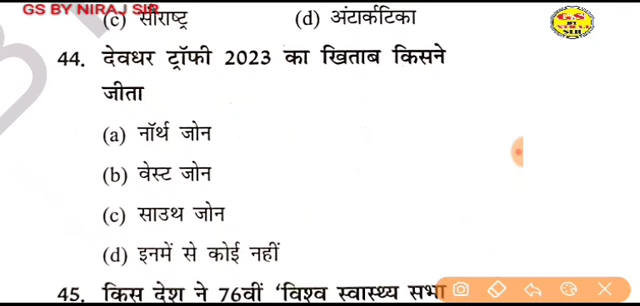 GS BY NIRAJ SIR
(c) सौराष्ट्र (d) अंटार्कटिका
44. देवधर ट्रॉफी 2023 का खिताब किसने
जीता
(a) नॉर्थ जोन
(b) वेस्ट जोन
(c) साउथ जोन
(d) इनमें से कोई नहीं
45. किस देश ने 76वीं ‘विश्व स्वास्थ्य सभा